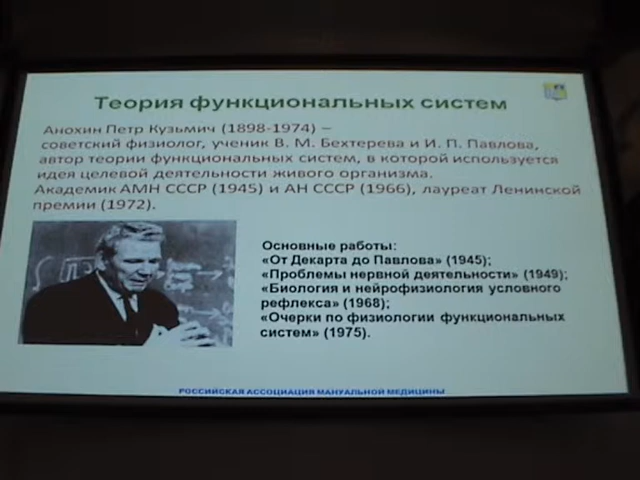 Теория функциональных систем
Анохин Петр Кузьмич (1898-1974) –
советский физиолог, ученик В. М. Бехтерева и И. П. Павлова,
автор теории функциональных систем, в которой используется
идея целевой деятельности живого организма.
Академик АМН СССР (1945) и АН СССР (1966), лауреат Ленинской
премии (1972).
Основные работы:
«От Декарта до Павлова» (1945);
«Проблемы нервной деятельности» (1949);
«Биология и нейрофизиология условного
рефлекса» (1968);
«Очерки по физиологии функциональных
систем» (1975).
РОССИЙСКАЯ АССОЦИАЦИЯ МАНУАЛЬНОЙ МЕДИЦИНЫ